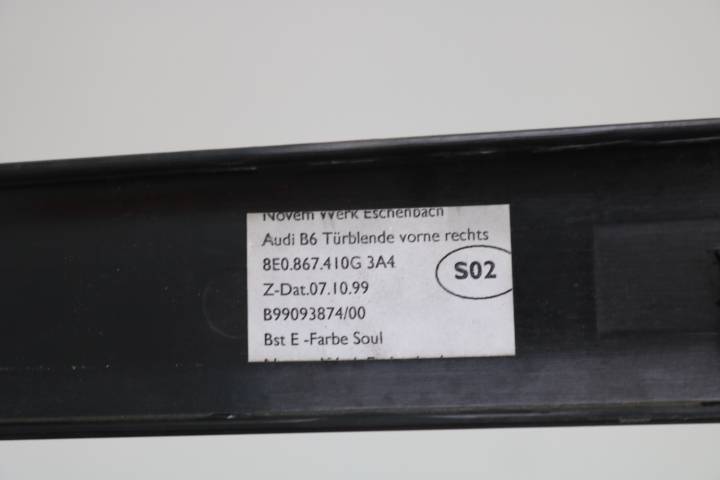 Novem Werk Eschenbach
Audi B6 Türblende vorne rechts
8E0.867.410G 3A4
S02
Z-Dat.07.10.99
B99093874/00
Bst E -Farbe Soul